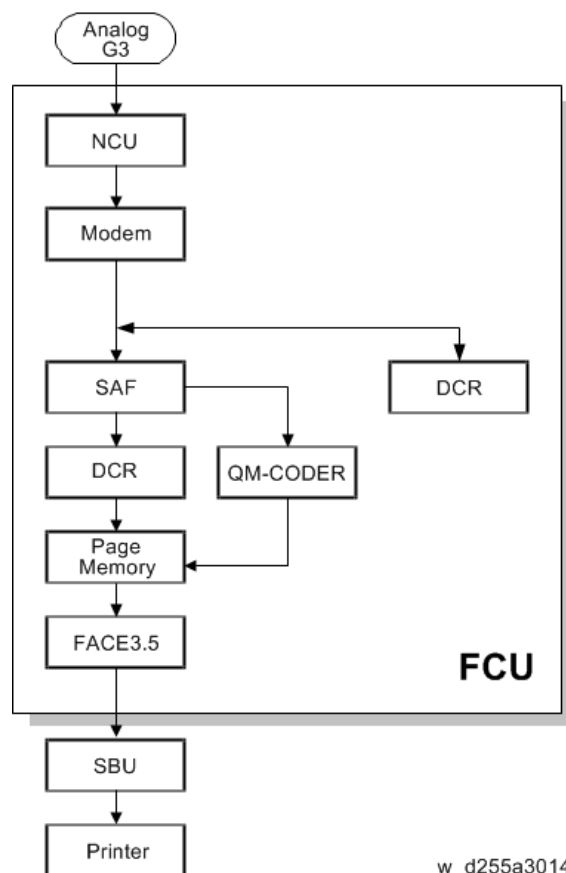 Analog
G3
NCU
Modem
SAF
DCR
DCR
QM-CODER
Page
Memory
FACE3.5
FCU
SBU
Printer
w_d255a3014